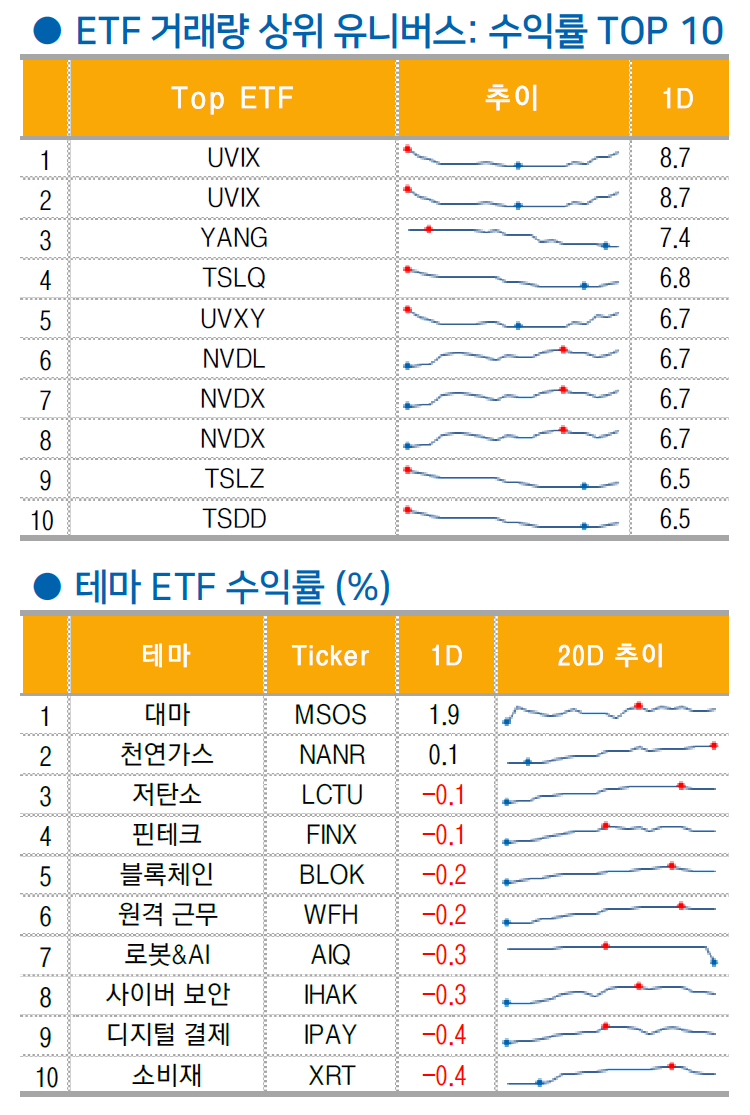 ● ETF 거래량 상위 유니버스: 수익률 TOP 10
Top ETF 추이 1D
1 UVIX 8.7
2 UVIX 8.7
3 YANG 7.4
4 TSLQ 6.8
5 UVXY 6.7
6 NVDL 6.7
7 NVDX 6.7
8 NVDX 6.7
9 TSLZ 6.5
10 TSDD 6.5
● 테마 ETF 수익률 (%)
테마 Ticker 1D 20D 추이
1 대마 MSOS 1.9
2 천연가스 NANR 0.1
3 저탄소 LCTU -0.1
4 핀테크 FINX -0.1
5 블록체인 BLOK -0.2
6 원격 근무 WFH -0.2
7 로봇&AI AIQ -0.3
8 사이버 보안 IHAK -0.3
9 디지털 결제 IPAY -0.4
10 소비재 XRT -0.4